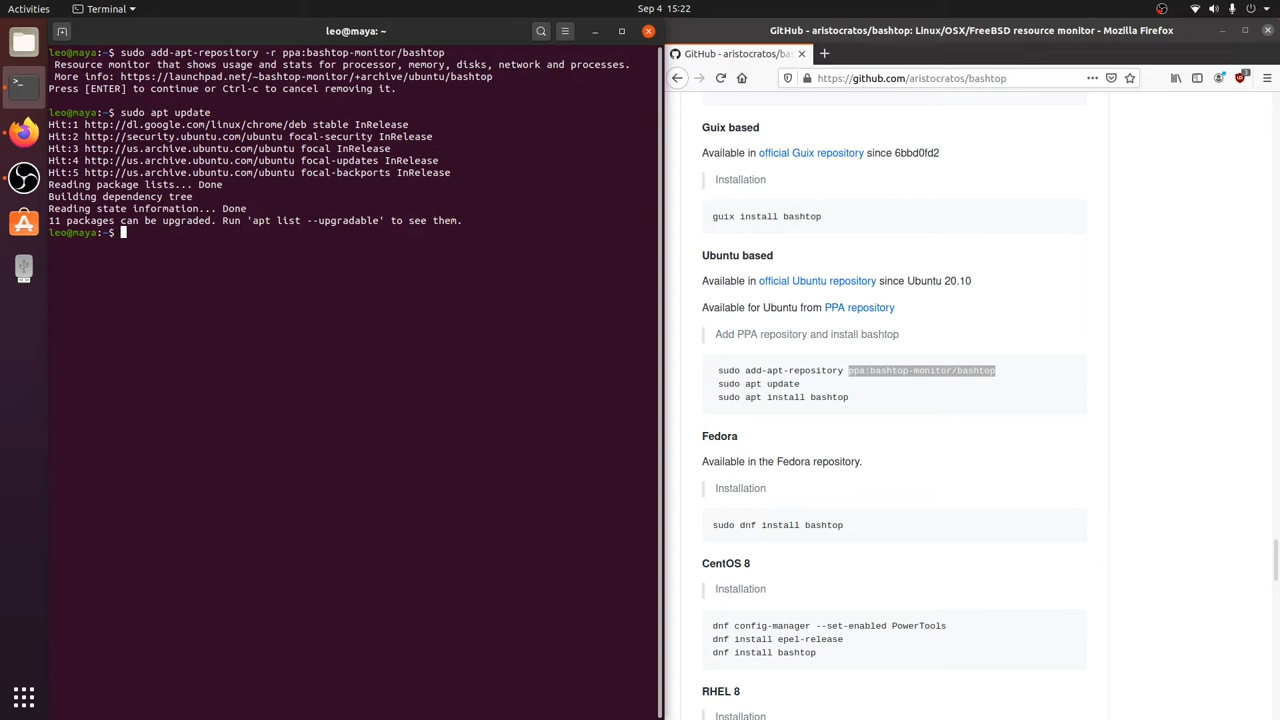 Activities
Terminal
Sep 4 15:22
leo@maya: ~
leo@maya:~$ sudo add-apt-repository -r ppa:bashtop-monitor/bashtop
Resource monitor that shows usage and stats for processor, memory, disks, network and processes.
More info: https://launchpad.net/~bashtop-monitor/+archive/ubuntu/bashtop
Press [ENTER] to continue or Ctrl-c to cancel removing it.
leo@maya:~$ sudo apt update
Hit:1 http://dl.google.com/linux/chrome/deb stable InRelease
Hit:2 http://security.ubuntu.com/ubuntu focal-security InRelease
Hit:3 http://us.archive.ubuntu.com/ubuntu focal InRelease
Hit:4 http://us.archive.ubuntu.com/ubuntu focal-updates InRelease
Hit:5 http://us.archive.ubuntu.com/ubuntu focal-backports InRelease
Reading package lists... Done
Building dependency tree
Reading state information... Done
11 packages can be upgraded. Run 'apt list --upgradable' to see them.
leo@maya:~$
GitHub - aristocratos/bashtop: Linux/OSX/FreeBSD resource monitor - Mozilla Firefox
GitHub - aristocratos/bas
https://github.com/aristocratos/bashtop
Guix based
Available in official Guix repository since 6bbd0fd2
Installation
guix install bashtop
Ubuntu based
Available in official Ubuntu repository since Ubuntu 20.10
Available for Ubuntu from PPA repository
Add PPA repository and install bashtop
sudo add-apt-repository ppa:bashtop-monitor/bashtop
sudo apt update
sudo apt install bashtop
Fedora
Available in the Fedora repository.
Installation
sudo dnf install bashtop
CentOS 8
Installation
dnf config-manager --set-enabled PowerTools
dnf install epel-release
dnf install bashtop
RHEL 8
Installation